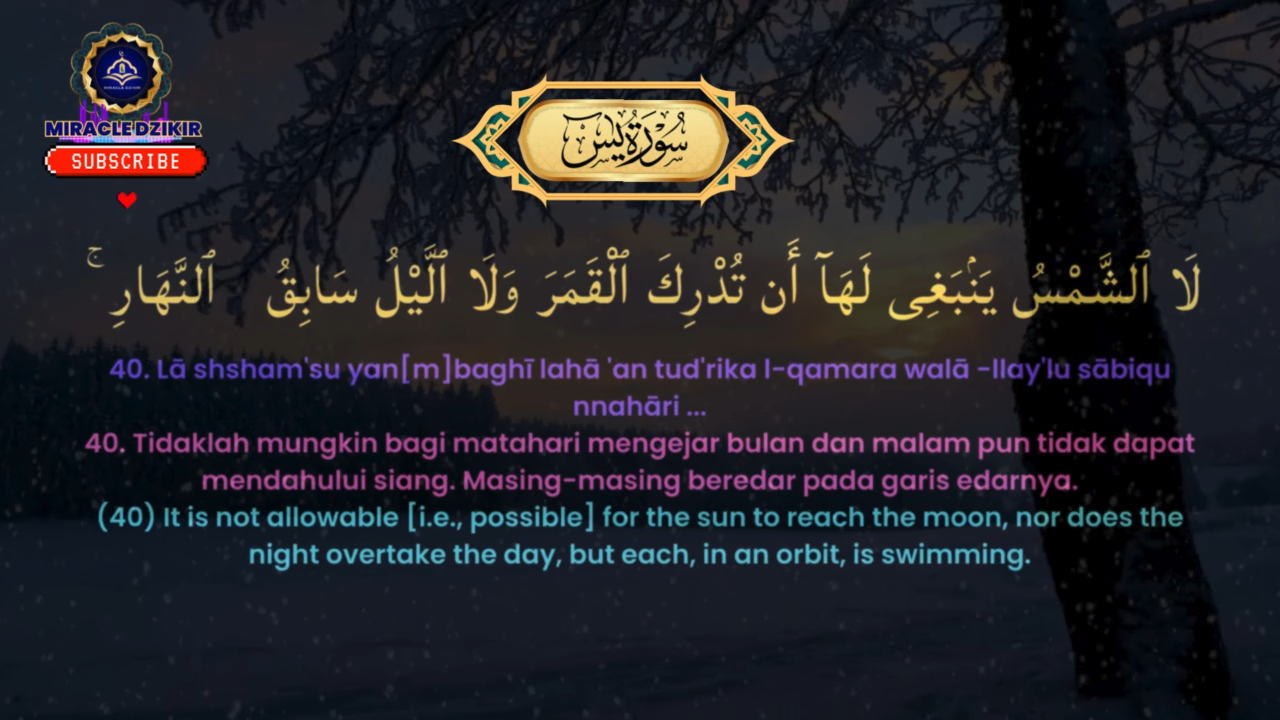 MIRACLE DZIKIR
SUBSCRIBE
سُورَةُ يس
لَا ٱلشَّمْسُ يَنۢبَغِى لَهَآ أَن تُدْرِكَ ٱلْقَمَرَ وَلَا ٱلَّيْلُ سَابِقُ ٱلنَّهَارِ ۚ
40. Lā shsham'su yan[m]baghī lahā 'an tud'rika l-qamara walā -llay'lu sābiqu
nnahāri ...
40. Tidaklah mungkin bagi matahari mengejar bulan dan malam pun tidak dapat
mendahului siang. Masing-masing beredar pada garis edarnya.
(40) It is not allowable [i.e., possible] for the sun to reach the moon, nor does the
night overtake the day, but each, in an orbit, is swimming.